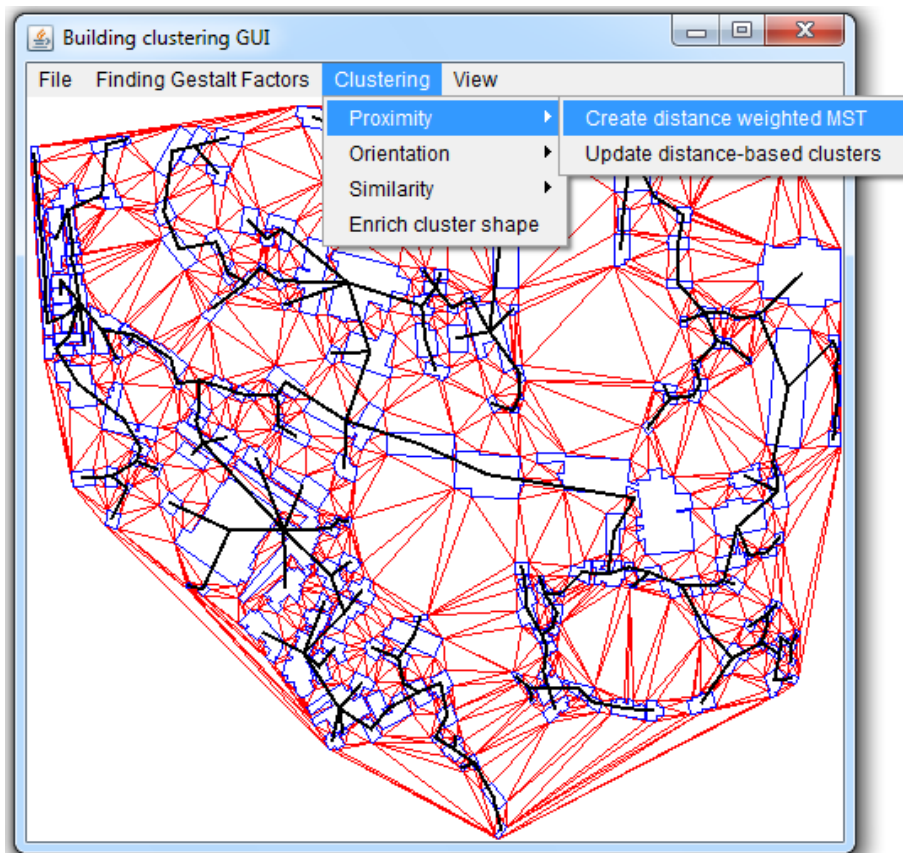 Building clustering GUI
File Finding Gestalt Factors Clustering View
Proximity
Create distance weighted MST
Orientation
Update distance-based clusters
Similarity
Enrich cluster shape